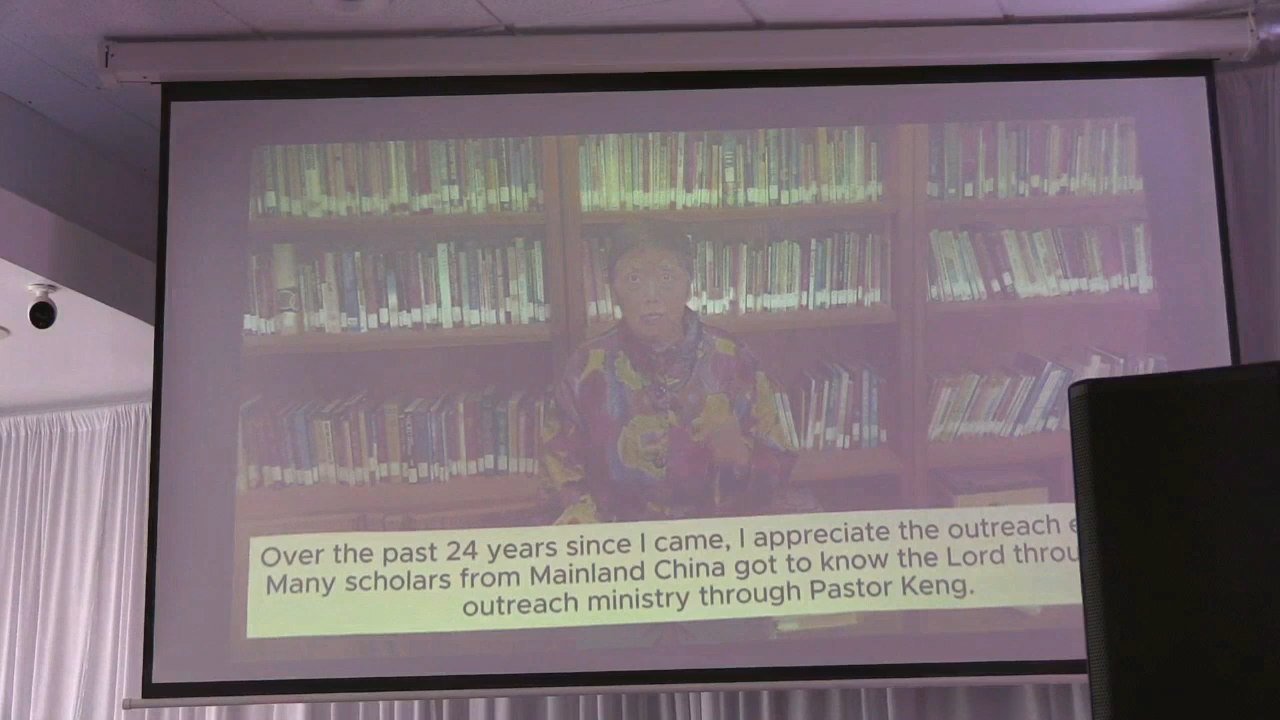 Over the past 24 years since I came, I appreciate the outreach
Many scholars from Mainland China got to know the Lord
outreach ministry through Pastor Keng.